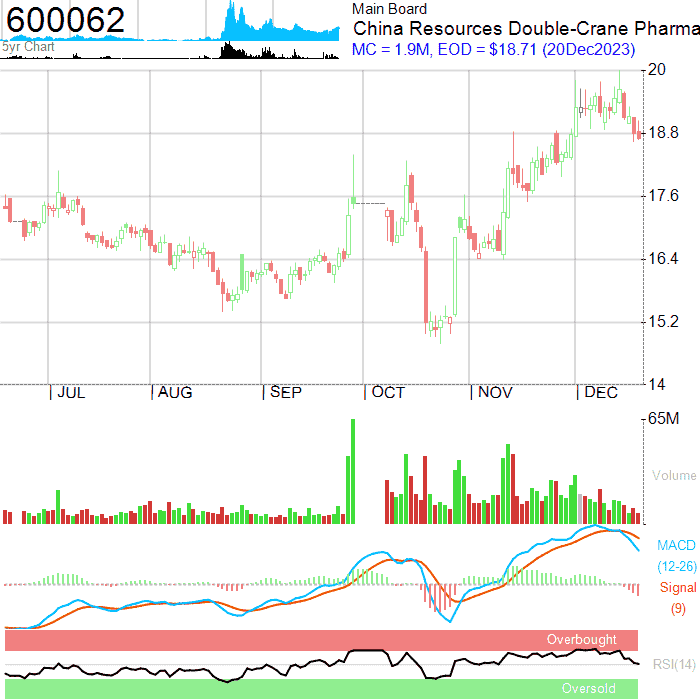 600062
5yr Chart
Main Board
China Resources Double-Crane Pharma
MC = 1.9M, EOD = $18.71 (20Dec2023)
20
18.8
17.6
16.4
15.2
14
JUL AUG SEP OCT NOV DEC
65M
Volume
MACD
(12-26)
Signal
(9)
Overbought
RSI(14)
Oversold